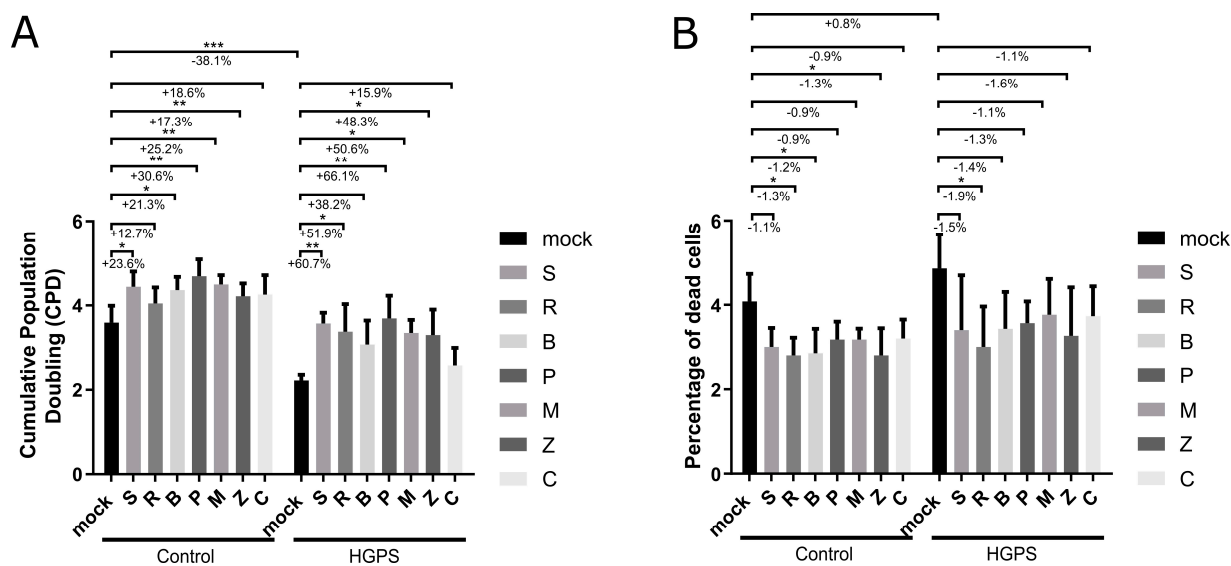 A
***
-38.1%
+18.6%
**
+17.3%
**
+25.2%
**
+30.6%
*
+21.3%
+12.7%
*
+23.6%
+15.9%
*
+48.3%
*
+50.6%
**
+66.1%
+38.2%
*
+51.9%
**
+60.7%
Cumulative Population
Doubling (CPD)
6
4
2
0
mock S R B P M Z C
mock S R B P M Z C
Control
HGPS
mock
S
R
B
P
M
Z
C
B
+0.8%
-0.9%
*
-1.3%
-0.9%
-0.9%
*
-1.2%
*
-1.3%
-1.1%
-1.1%
-1.6%
-1.1%
-1.3%
-1.4%
*
-1.9%
-1.5%
Percentage of dead cells
6
4
2
0
mock S R B P M Z C
mock S R B P M Z C
Control
HGPS
mock
S
R
B
P
M
Z
C